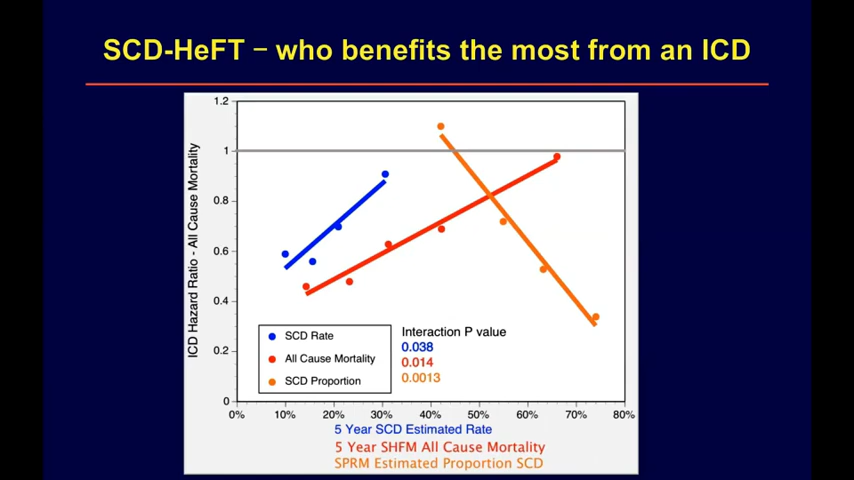 SCD-HeFT – who benefits the most from an ICD
1.2
1
0.8
0.6
0.4
0.2
0
ICD Hazard Ratio - All Cause Mortality
SCD Rate
All Cause Mortality
SCD Proportion
Interaction P value
0.038
0.014
0.0013
0% 10% 20% 30% 40% 50% 60% 70% 80%
5 Year SCD Estimated Rate
5 Year SHFM All Cause Mortality
SPRM Estimated Proportion SCD